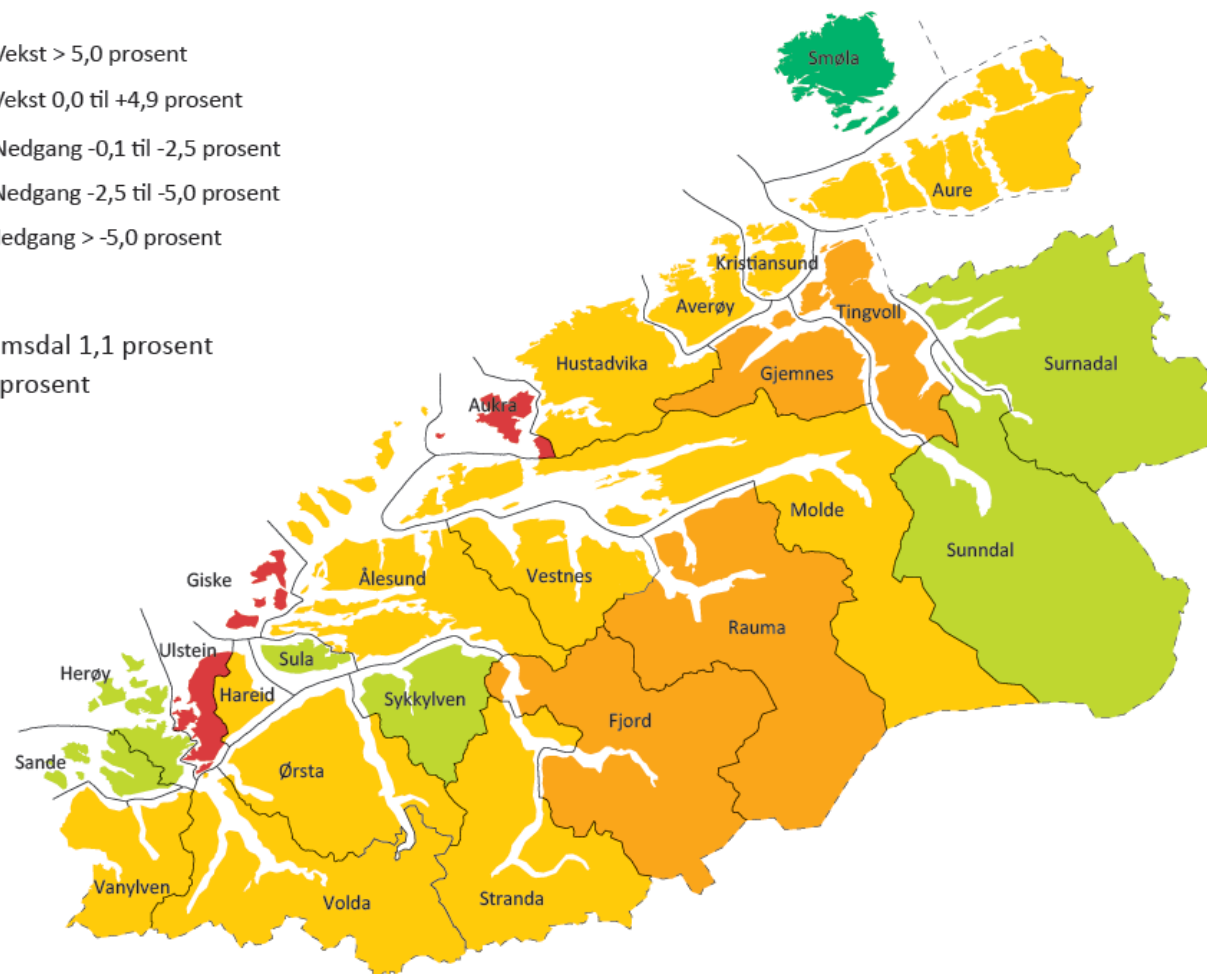 Vekst > 5,0 prosent
Vekst 0,0 til +4,9 prosent
Nedgang -0,1 til -2,5 prosent
Nedgang -2,5 til -5,0 prosent
edgang > -5,0 prosent
msdal 1,1 prosent
prosent
Smøla
Aure
Kristiansund
Averøy
Tingvoll
Hustadvika
Gjemnes
Surnadal
Aukra
Molde
Sunndal
Giske
Ålesund
Vestnes
Rauma
Ulstein
Sula
Herøy
Hareid
Sykkylven
Fjord
Sande
Ørsta
Vanylven
Volda
Stranda